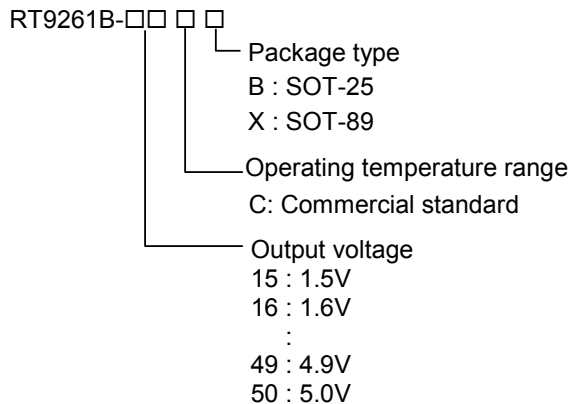 RT9261B-□□ □ □
Package type
B : SOT-25
X : SOT-89
Operating temperature range
C: Commercial standard
Output voltage
15 : 1.5V
16 : 1.6V
:
49 : 4.9V
50 : 5.0V